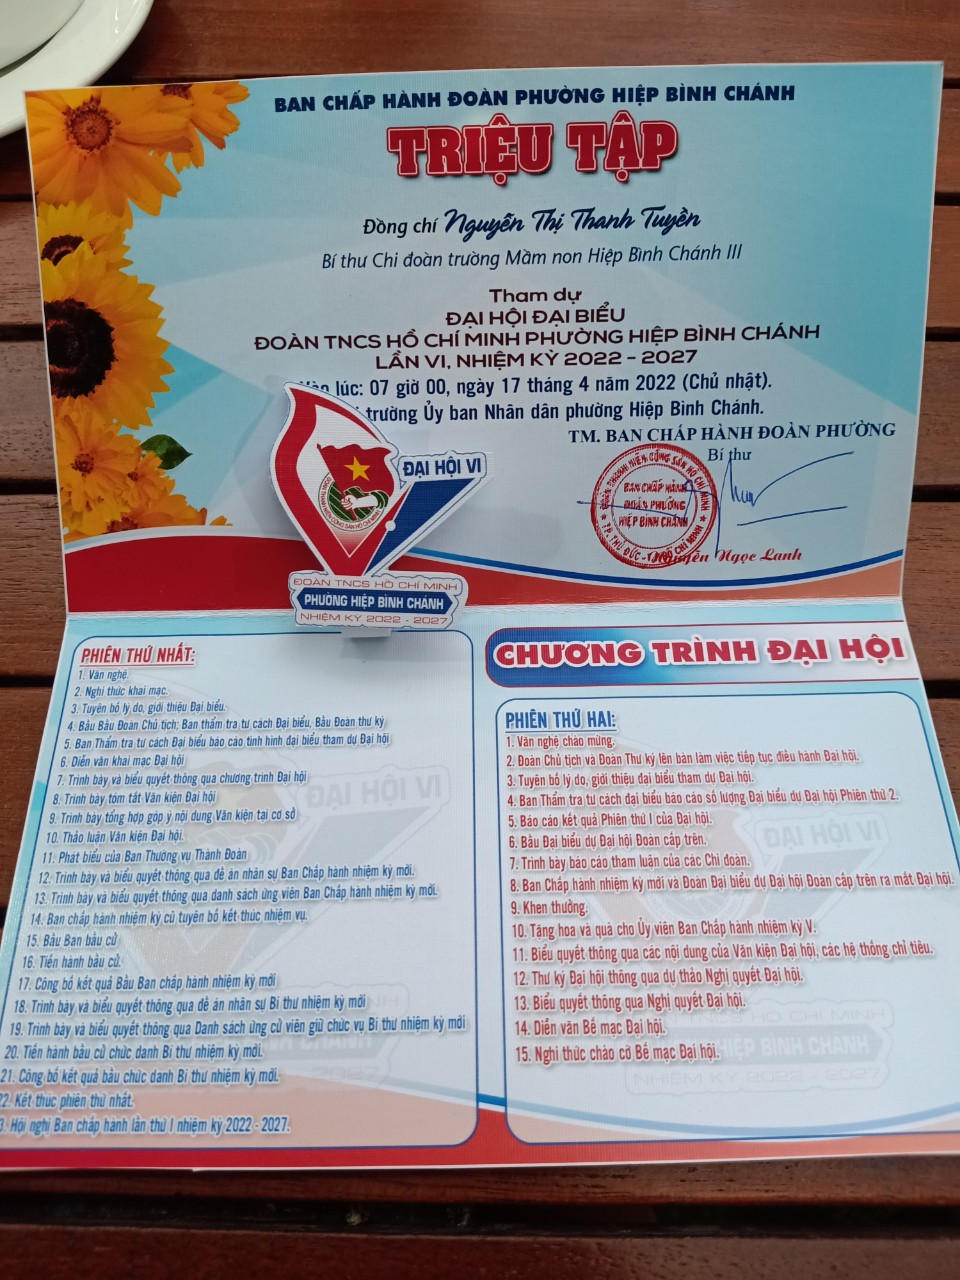 BAN CHẤP HÀNH ĐOÀN PHƯỜNG HIỆP BÌNH CHÁNH
TRIỆU TẬP
Đồng chí Nguyễn Thị Thanh Tuyền
Bí thư Chi đoàn trường Mầm non Hiệp Bình Chánh III
Tham dự
ĐẠI HỘI ĐẠI BIỂU
ĐOÀN TNCS HỒ CHÍ MINH PHƯỜNG HIỆP BÌNH CHÁNH
LẦN VI, NHIỆM KỲ 2022 - 2027
lúc: 07 giờ 00, ngày 17 tháng 4 năm 2022 (Chủ nhật).
trường Ủy ban Nhân dân phường Hiệp Bình Chánh.
TM. BAN CHẤP HÀNH ĐOÀN PHƯỜNG
Bí thư
BAN CHẤP HÀNH
ĐOÀN PHƯỜNG
HIỆP BÌNH CHÁNH
Nguyễn Ngọc Lanh
ĐẠI HỘI VI
ĐOÀN TNCS HỒ CHÍ MINH
PHƯỜNG HIỆP BÌNH CHÁNH
NHIỆM KỲ 2022 - 2027
PHIÊN THỨ NHẤT:
1. Văn nghệ.
2. Nghi thức khai mạc.
3. Tuyên bố lý do, giới thiệu Đại biểu.
4. Bầu Bầu Đoàn Chủ tịch; Ban thẩm tra tư cách Đại biểu, Bầu Đoàn thư ký
5. Ban Thẩm tra tư cách Đại biểu báo cáo tình hình đại biểu tham dự Đại hội
6. Diễn văn khai mạc Đại hội
7. Trình bày và biểu quyết thông qua chương trình Đại hội
8. Trình bày tóm tắt Văn kiện Đại hội
9. Trình bày tổng hợp góp ý nội dung Văn kiện tại cơ sở
10. Thảo luận Văn kiện Đại hội.
11. Phát biểu của Ban Thường vụ Thành Đoàn
12. Trình bày và biểu quyết thông qua đề án nhân sự Ban Chấp hành nhiệm kỳ mới.
13. Trình bày và biểu quyết thông qua danh sách ứng viên Ban Chấp hành nhiệm kỳ mới.
14. Ban chấp hành nhiệm kỳ cũ tuyên bố kết thúc nhiệm vụ.
15. Bầu Ban bầu cử
16. Tiến hành bầu cử.
17. Công bố kết quả Bầu Ban chấp hành nhiệm kỳ mới
18. Trình bày và biểu quyết thông qua đề án nhân sự Bí thư nhiệm kỳ mới
19. Trình bày và biểu quyết thông qua Danh sách ứng cử viên giữ chức vụ Bí thư nhiệm kỳ mới
20. Tiến hành bầu cử chức danh Bí thư nhiệm kỳ mới.
21. Công bố kết quả bầu chức danh Bí thư nhiệm kỳ mới.
22. Kết thúc phiên thứ nhất.
3. Hội nghị Ban chấp hành lần thứ I nhiệm kỳ 2022 - 2027.
CHƯƠNG TRÌNH ĐẠI HỘI
PHIÊN THỨ HAI:
1. Văn nghệ chào mừng.
2. Đoàn Chủ tịch và Đoàn Thư ký lên bàn làm việc tiếp tục điều hành Đại hội.
3. Tuyên bố lý do, giới thiệu đại biểu tham dự Đại hội.
4. Ban Thẩm tra tư cách đại biểu báo cáo số lượng Đại biểu dự Đại hội Phiên thứ 2.
5. Báo cáo kết quả Phiên thứ I của Đại hội.
6. Bầu Đại biểu dự Đại hội Đoàn cấp trên.
7. Trình bày báo cáo tham luận của các Chi đoàn.
8. Ban Chấp hành nhiệm kỳ mới và Đoàn Đại biểu dự Đại hội Đoàn cấp trên ra mắt Đại hội.
9. Khen thưởng.
10. Tặng hoa và quà cho Ủy viên Ban Chấp hành nhiệm kỳ V.
11. Biểu quyết thông qua các nội dung của Văn kiện Đại hội, các hệ thống chỉ tiêu.
12. Thư ký Đại hội thông qua dự thảo Nghị quyết Đại hội.
13. Biểu quyết thông qua Nghị quyết Đại hội.
14. Diễn văn Bế mạc Đại hội.
15. Nghi thức chào cờ Bế mạc Đại hội.